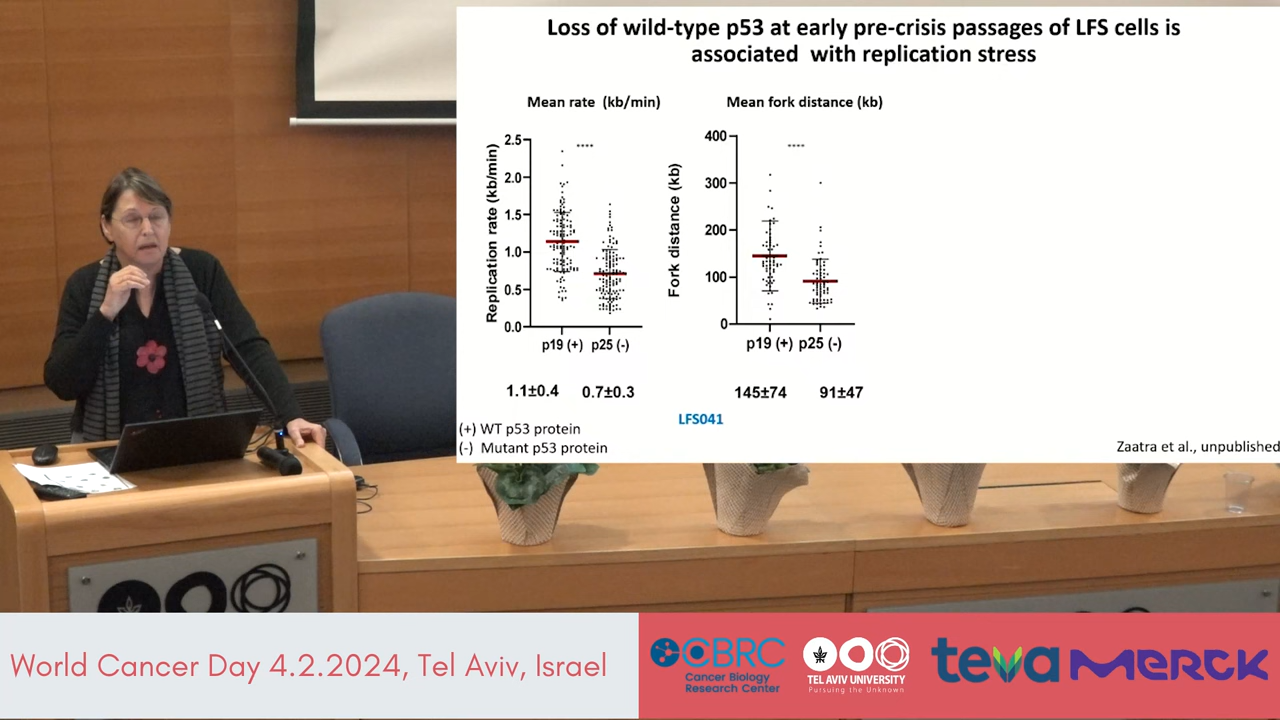 Loss of wild-type p53 at early pre-crisis passages of LFS cells is
associated with replication stress
Mean rate (kb/min)
Replication rate (kb/min)
2.5
2.0
1.5
1.0
0.5
0.0
****
p19 (+) p25 (-)
1.1±0.4 0.7±0.3
Mean fork distance (kb)
Fork distance (kb)
400
300
200
100
0
****
p19 (+) p25 (-)
145±74 91±47
LFS041
(+) WT p53 protein
(-) Mutant p53 protein
Zaatra et al., unpublished
World Cancer Day 4.2.2024, Tel Aviv, Israel
CBRC
Cancer Biology
Research Center
TEL AVIV UNIVERSITY
Pursuing the Unknown
teva
MERCK